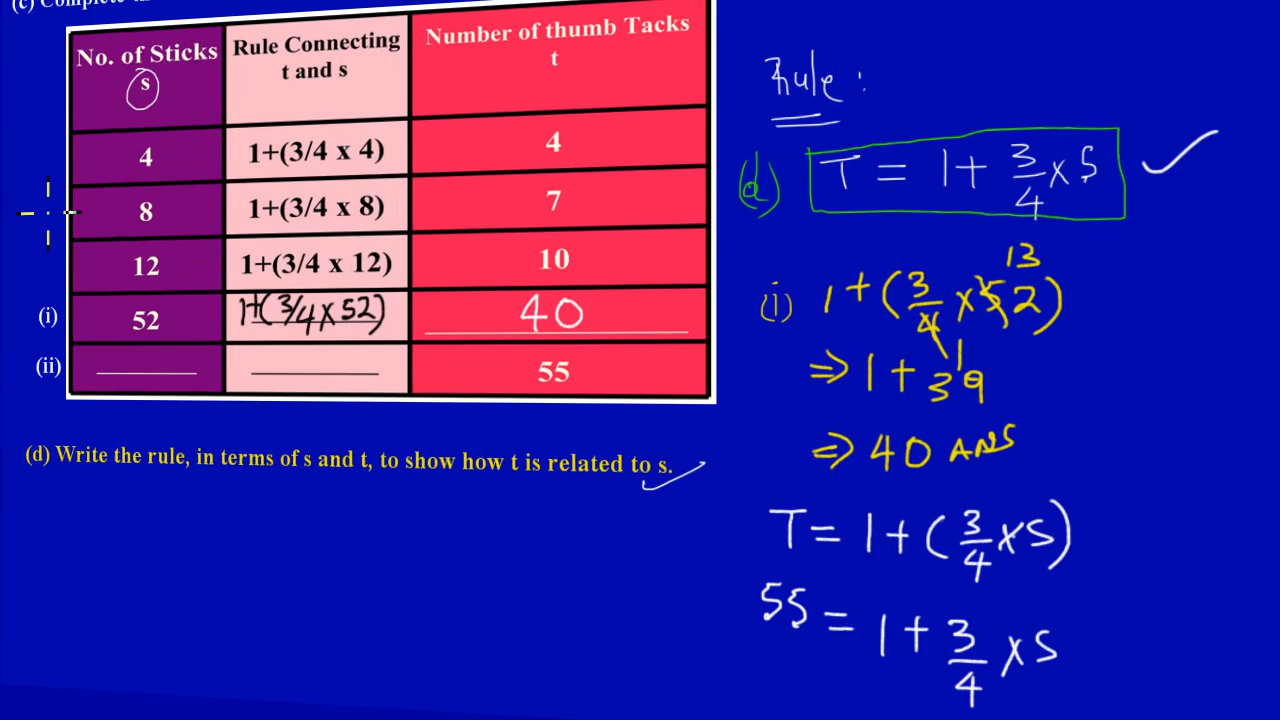 (c) Complete
No. of Sticks s
Rule Connecting t and s
Number of thumb Tacks t
4 1+(3/4 x 4) 4
8 1+(3/4 x 8) 7
12 1+(3/4 x 12) 10
(i) 52 1+(3/4 x 52) 40
(ii) 55
(d) Write the rule, in terms of s and t, to show how t is related to s.
Rule:
(d) T = 1 + 3/4 x S
13
(i) 1 + (3/4 x 52)
1
⇒ 1 + 39
⇒ 40 ANS
T = 1 + (3/4 x S)
55 = 1 + 3/4 x S